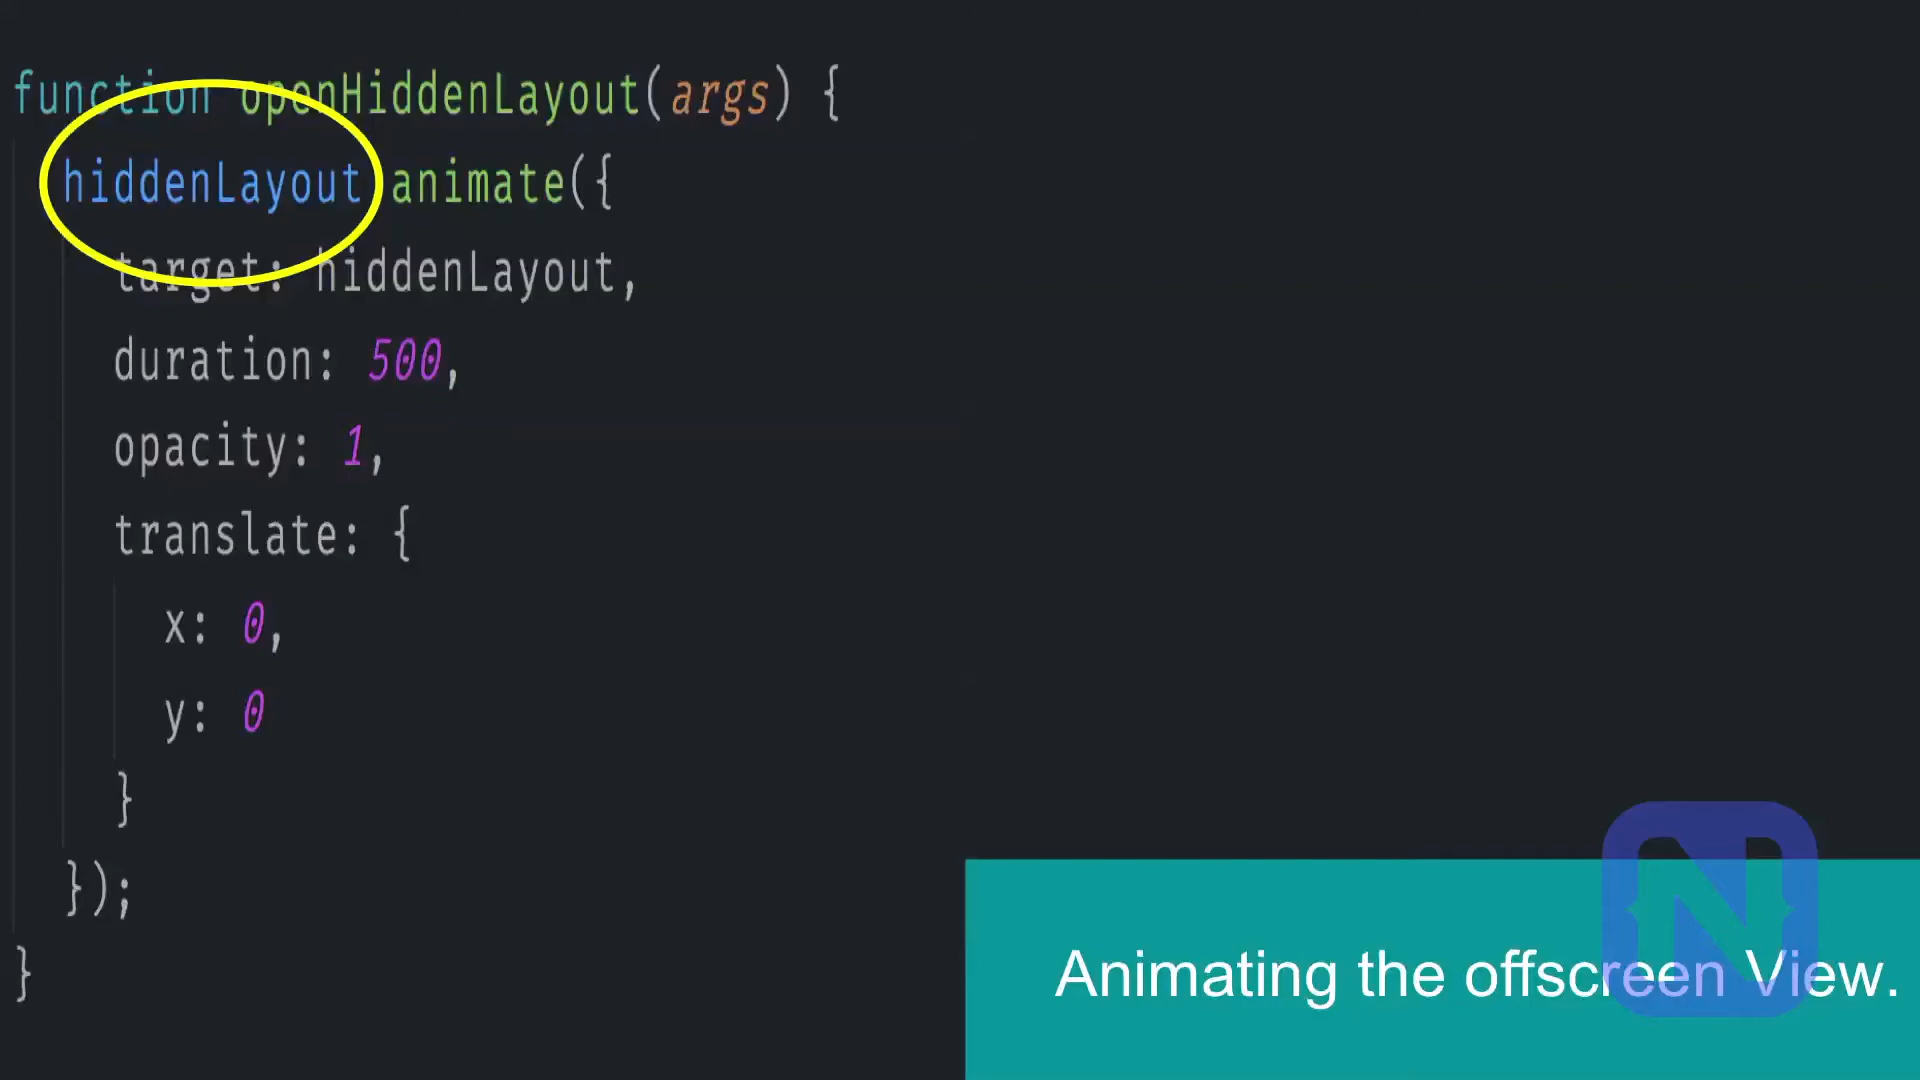 function openHiddenLayout(args) {
hiddenLayout.animate({
target: hiddenLayout,
duration: 500,
opacity: 1,
translate: {
x: 0,
y: 0
}
});
}
Animating the offscreen View.
N